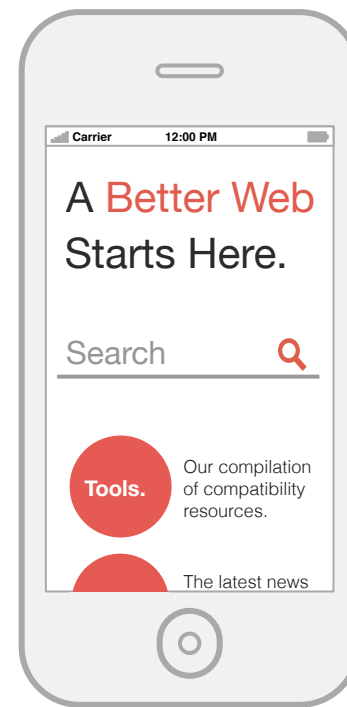 Carrier 12:00 PM
A Better Web
Starts Here.
Search
Tools.
Our compilation
of compatibility
resources.
The latest news